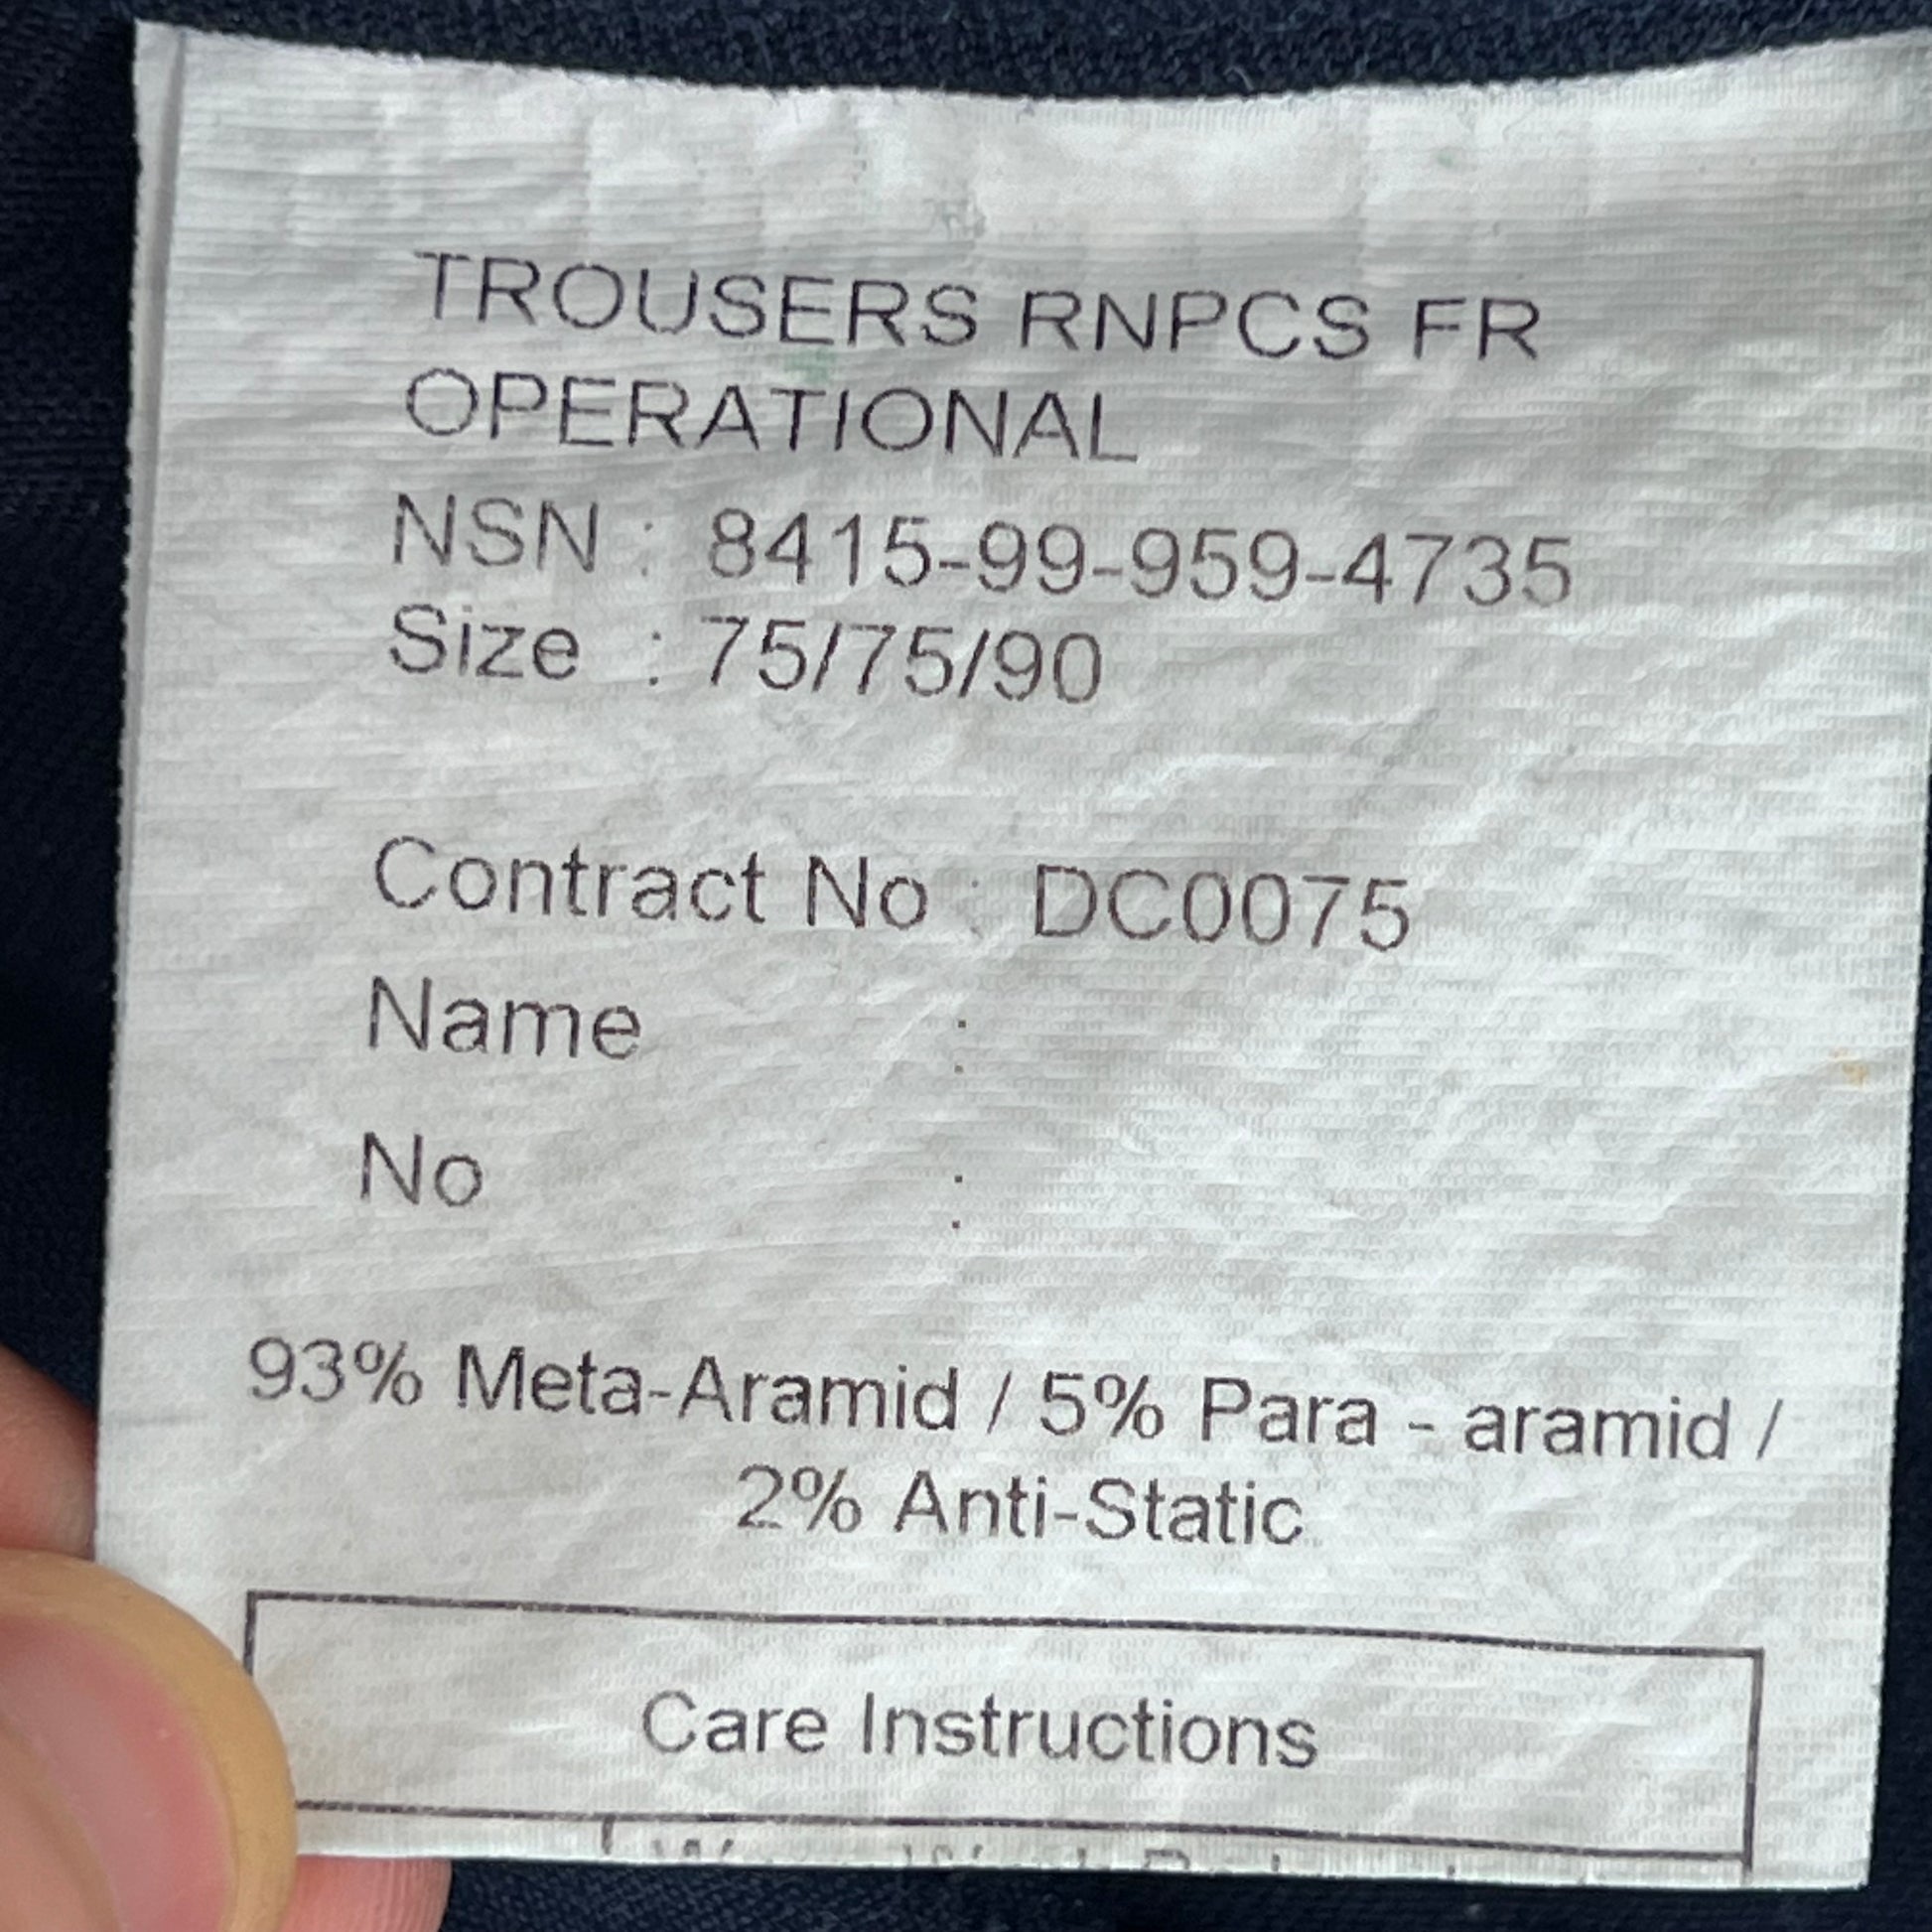 TROUSERS RNPCS FR
OPERATIONAL
NSN : 8415-99-959-4735
Size : 75/75/90
Contract No : DC0075
Name :
No :
93% Meta-Aramid / 5% Para - aramid /
2% Anti-Static
Care Instructions